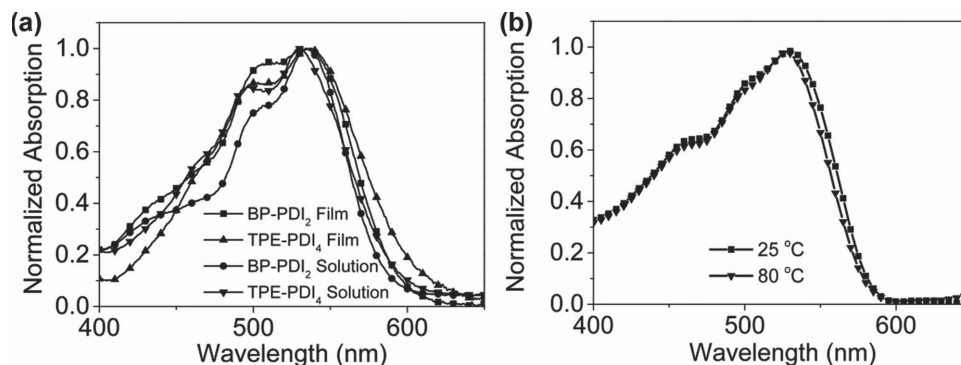 (a)
1.0
0.8
0.6
0.4
0.2
0.0
Normalized Absorption
BP-PDI₂ Film
TPE-PDI₄ Film
BP-PDI₂ Solution
TPE-PDI₄ Solution
400 500 600
Wavelength (nm)
(b)
1.0
0.8
0.6
0.4
0.2
0.0
Normalized Absorption
25 °C
80 °C
400 500 600
Wavelength (nm)